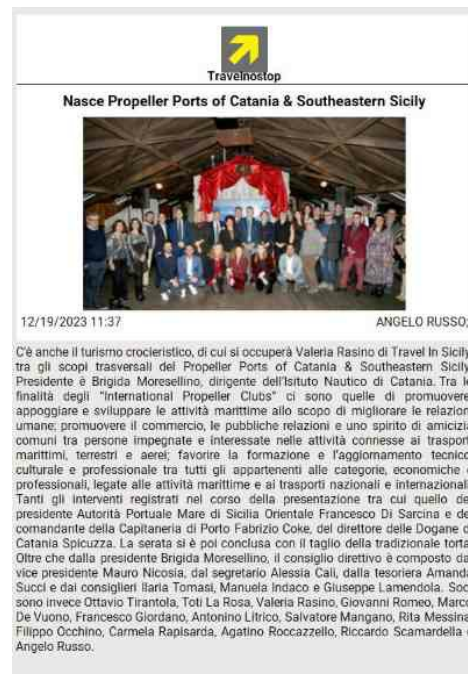 Travelnostop
Nasce Propeller Ports of Catania & Southeastern Sicily
12/19/2023 11:37 ANGELO RUSSO;
C'è anche il turismo crocieristico, di cui si occuperà Valeria Rasino di Travel In Sicily
tra gli scopi trasversali del Propeller Ports of Catania & Southeastern Sicily
Presidente è Brigida Moresellino, dirigente dell'Isituto Nautico di Catania. Tra l
finalità degli "International Propeller Clubs" ci sono quelle di promuovere
appoggiare e sviluppare le attività marittime allo scopo di migliorare le relazion
umane; promuovere il commercio, le pubbliche relazioni e uno spirito di amicizia
comuni tra persone impegnate e interessate nelle attività connesse ai trasport
marittimi, terrestri e aerei; favorire la formazione e l'aggiornamento tecnico
culturale e professionale tra tutti gli appartenenti alle categorie, economiche
professionali, legate alle attività marittime e ai trasporti nazionali e internazional
Tanti gli interventi registrati nel corso della presentazione tra cui quello de
presidente Autorità Portuale Mare di Sicilia Orientale Francesco Di Sarcina e de
comandante della Capitaneria di Porto Fabrizio Coke, del direttore delle Dogane d
Catania Spicuzza. La serata si è poi conclusa con il taglio della tradizionale torta
Oltre che dalla presidente Brigida Moresellino, il consiglio direttivo è composto da
vice presidente Mauro Nicosia, dal segretario Alessia Calì, dalla tesoriera Amanda
Succi e dai consiglieri Ilaria Tomasi, Manuela Indaco e Giuseppe Lamendola. Soc
sono invece Ottavio Tirantola, Toti La Rosa, Valeria Rasino, Giovanni Romeo, Marco
De Vuono, Francesco Giordano, Antonino Litrico, Salvatore Mangano, Rita Messina
Filippo Occhino, Carmela Rapisarda, Agatino Roccazzello, Riccardo Scamardella
Angelo Russo.